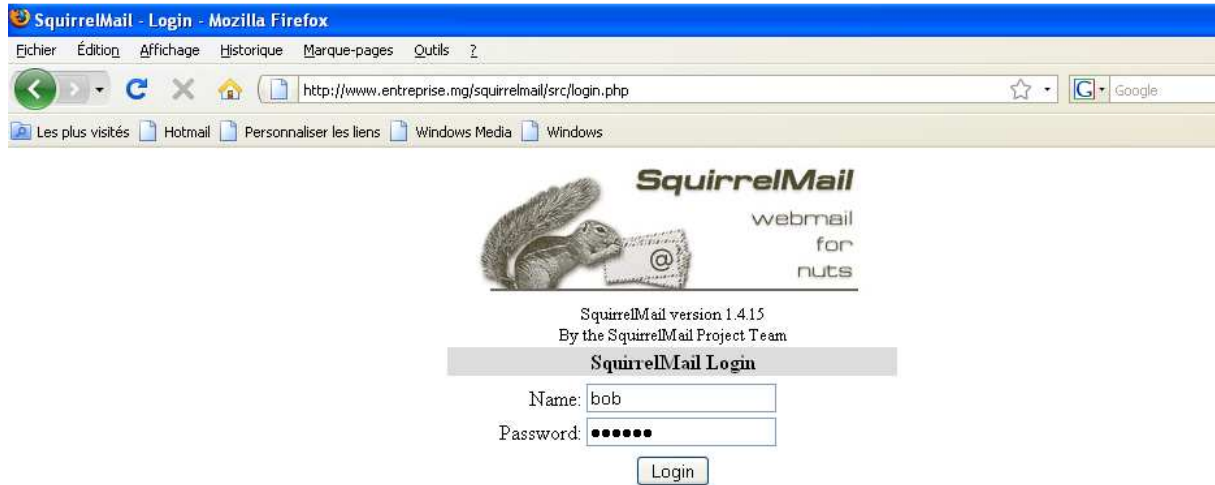 SquirrelMail - Login - Mozilla Firefox
Fichier Édition Affichage Historique Marque-pages Outils ?
http://www.entreprise.mg/squirrelmail/src/login.php G Google
Les plus visités Hotmail Personnaliser les liens Windows Media Windows
SquirrelMail
webmail
for
nuts
@
SquirrelMail version 1.4.15
By the SquirrelMail Project Team
SquirrelMail Login
Name: bob
Password: ●●●●●●
Login